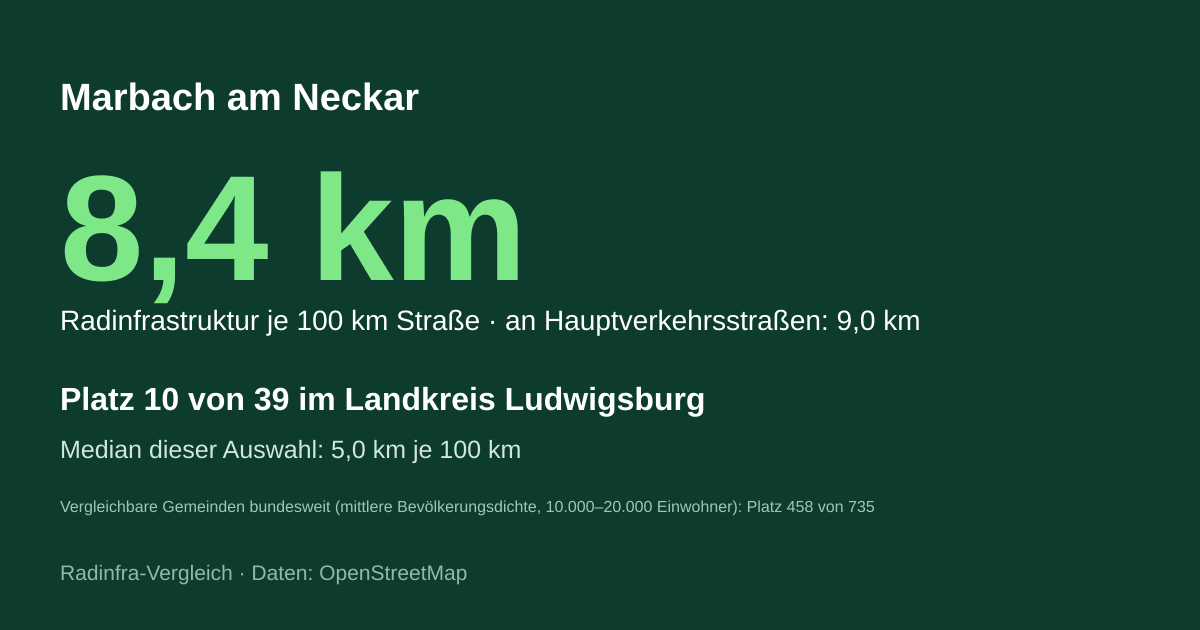 Marbach am Neckar
8,4 km
Radinfrastruktur je 100 km Straße · an Hauptverkehrsstraßen: 9,0 km
Platz 10 von 39 im Landkreis Ludwigsburg
Median dieser Auswahl: 5,0 km je 100 km
Vergleichbare Gemeinden bundesweit (mittlere Bevölkerungsdichte, 10.000–20.000 Einwohner): Platz 458 von 735
Radinfra-Vergleich · Daten: OpenStreetMap